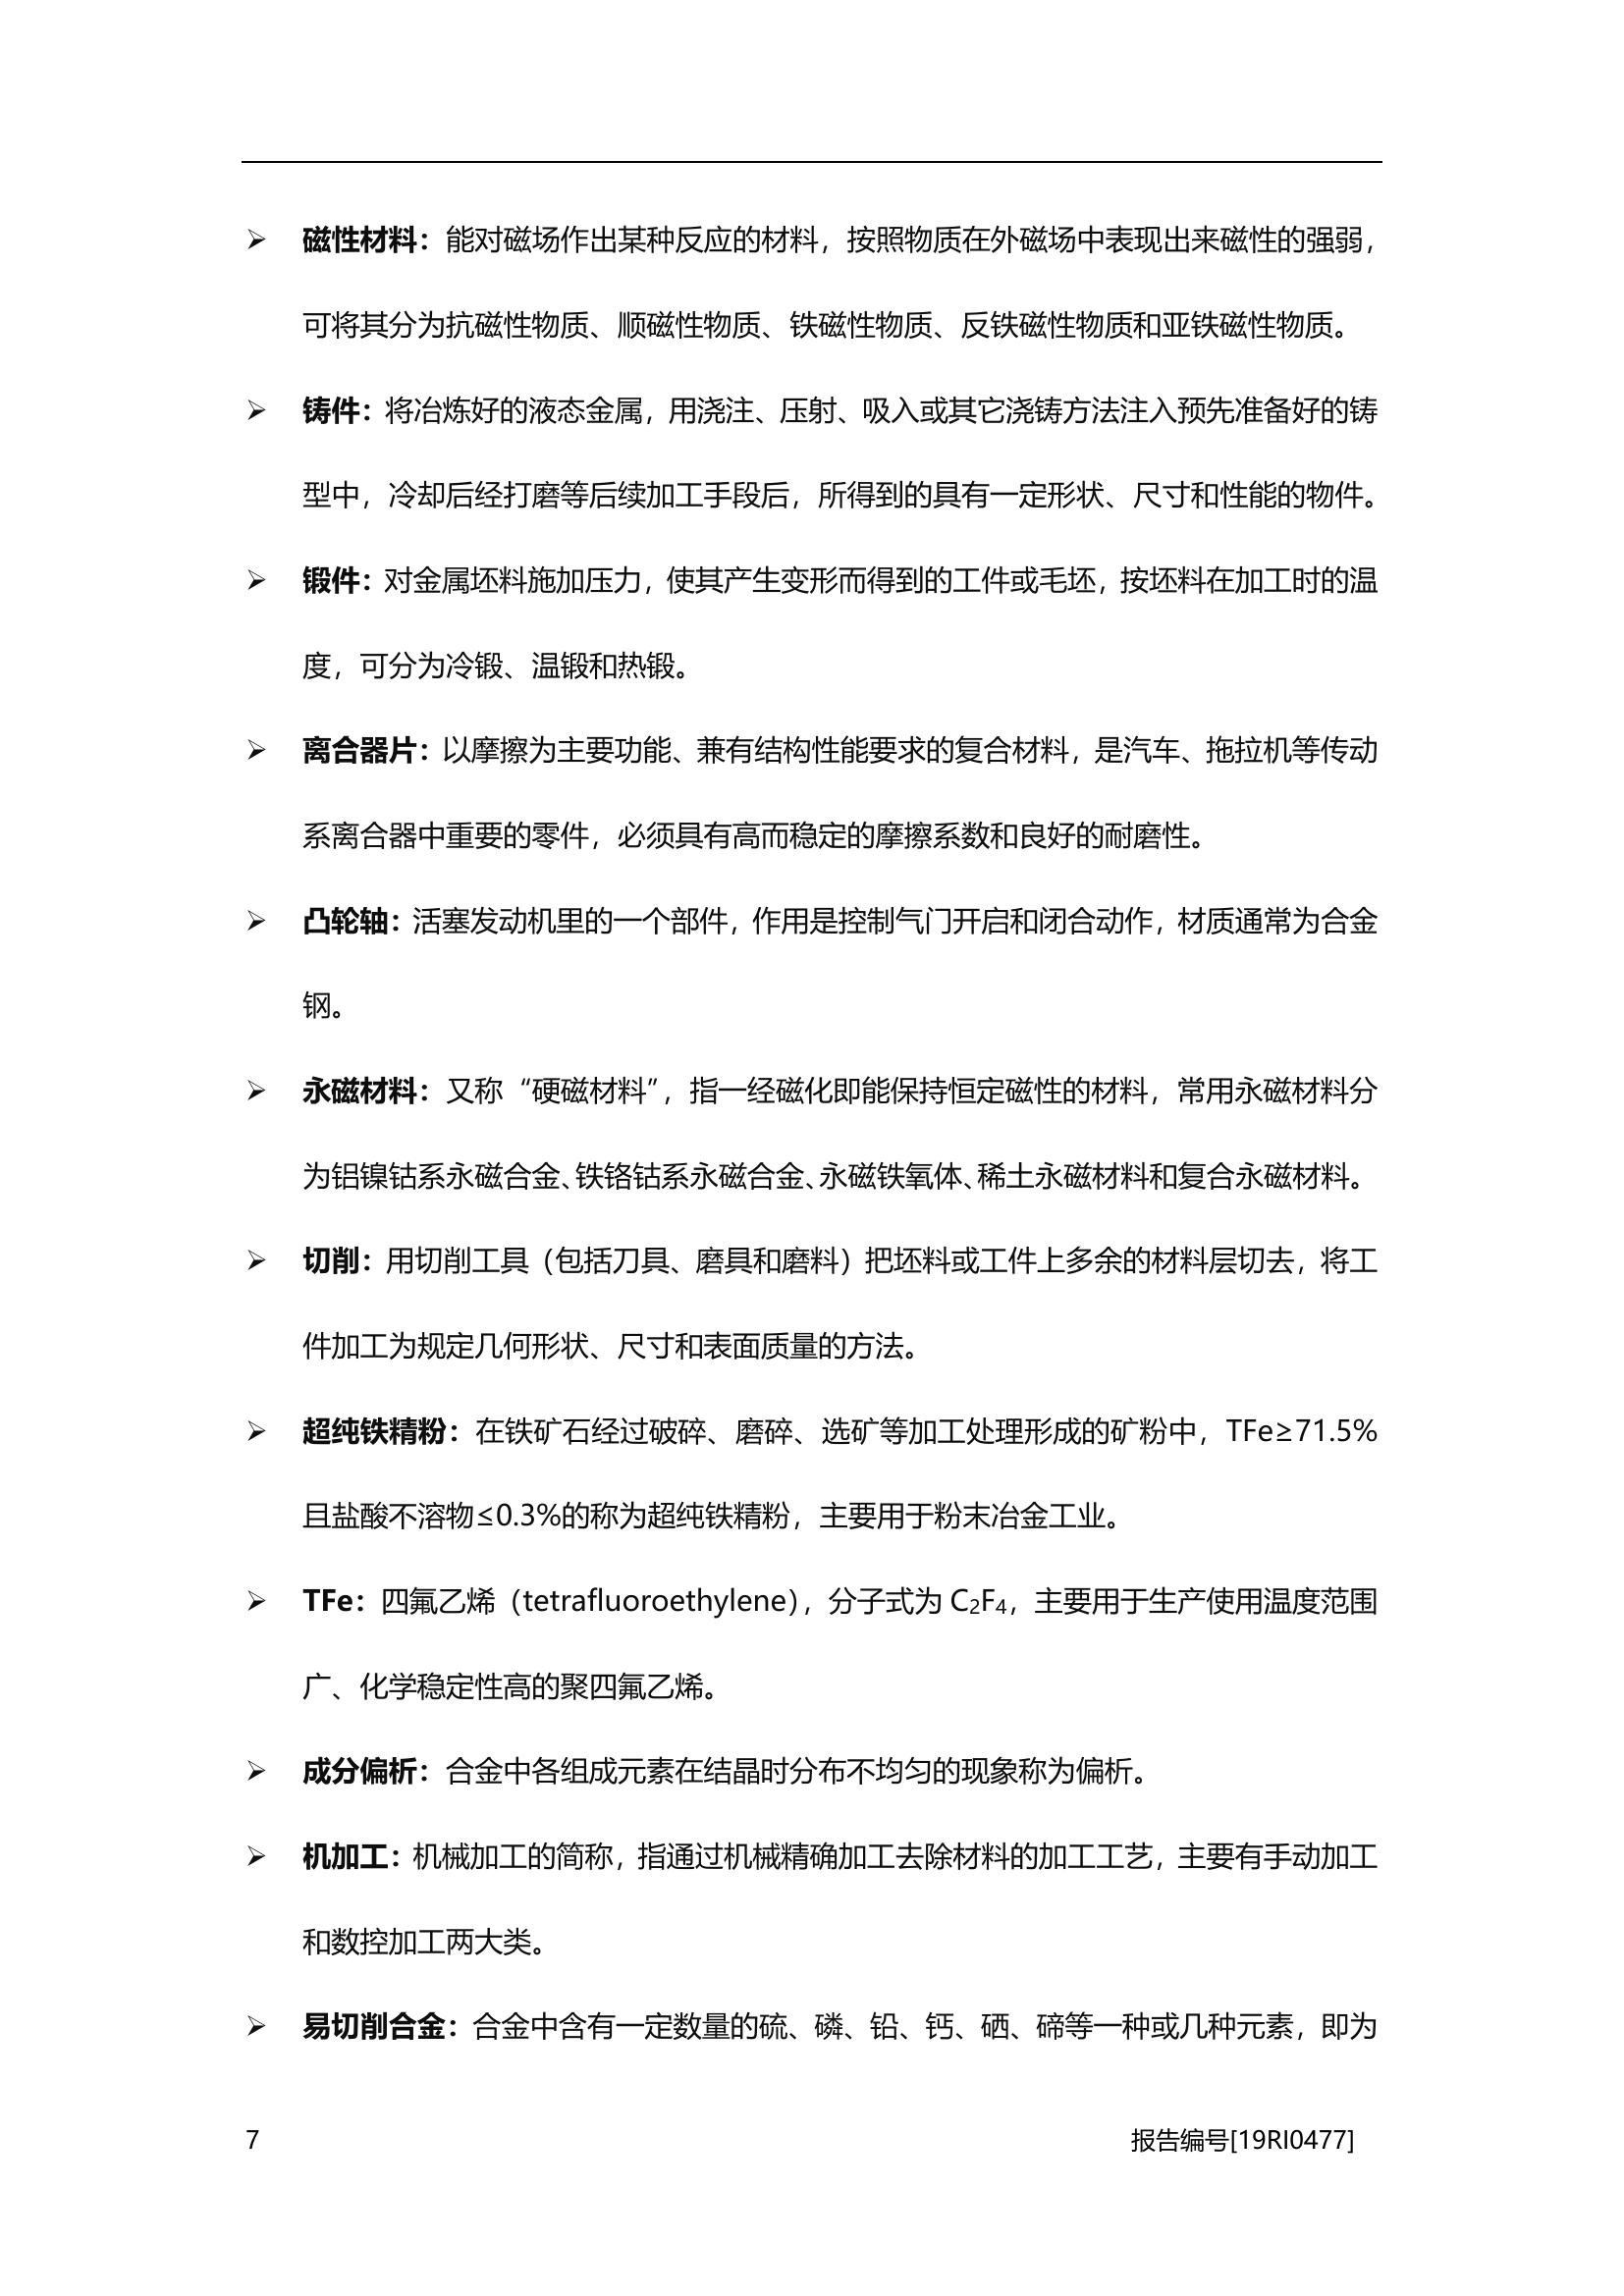 ➢ 磁性材料：能对磁场作出某种反应的材料，按照物质在外磁场中表现出来磁性的强弱，
可将其分为抗磁性物质、顺磁性物质、铁磁性物质、反铁磁性物质和亚铁磁性物质。
➢ 铸件：将冶炼好的液态金属，用浇注、压射、吸入或其它浇铸方法注入预先准备好的铸
型中，冷却后经打磨等后续加工手段后，所得到的具有一定形状、尺寸和性能的物件。
➢ 锻件：对金属坯料施加压力，使其产生变形而得到的工件或毛坯，按坯料在加工时的温
度，可分为冷锻、温锻和热锻。
➢ 离合器片：以摩擦为主要功能、兼有结构性能要求的复合材料，是汽车、拖拉机等传动
系离合器中重要的零件，必须具有高而稳定的摩擦系数和良好的耐磨性。
➢ 凸轮轴：活塞发动机里的一个部件，作用是控制气门开启和闭合动作，材质通常为合金
钢。
➢ 永磁材料：又称“硬磁材料”，指一经磁化即能保持恒定磁性的材料，常用永磁材料分
为铝镍钴系永磁合金、铁铬钴系永磁合金、永磁铁氧体、稀土永磁材料和复合永磁材料。
➢ 切削：用切削工具（包括刀具、磨具和磨料）把坯料或工件上多余的材料层切去，将工
件加工为规定几何形状、尺寸和表面质量的方法。
➢ 超纯铁精粉：在铁矿石经过破碎、磨碎、选矿等加工处理形成的矿粉中，TFe≥71.5%
且盐酸不溶物≤0.3%的称为超纯铁精粉，主要用于粉末冶金工业。
➢ TFe：四氟乙烯（tetrafluoroethylene），分子式为 C₂F₄，主要用于生产使用温度范围
广、化学稳定性高的聚四氟乙烯。
➢ 成分偏析：合金中各组成元素在结晶时分布不均匀的现象称为偏析。
➢ 机加工：机械加工的简称，指通过机械精确加工去除材料的加工工艺，主要有手动加工
和数控加工两大类。
➢ 易切削合金：合金中含有一定数量的硫、磷、铅、钙、硒、碲等一种或几种元素，即为
7 报告编号[19RI0477]